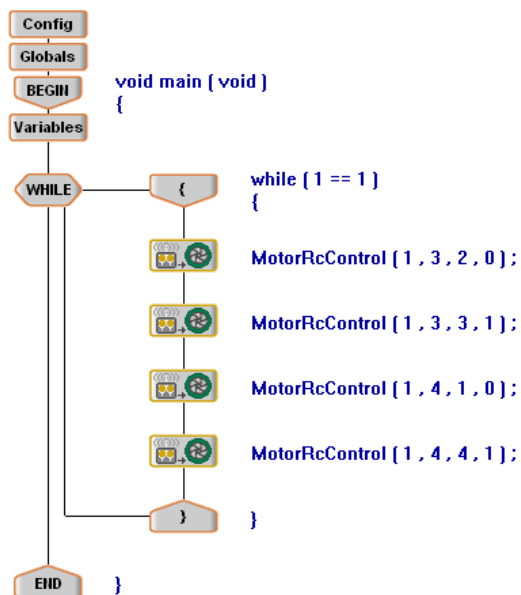 Config
Globals
BEGIN void main ( void )
{
Variables
WHILE { while ( 1 == 1 )
{
MotorRcControl ( 1 , 3 , 2 , 0 ) ;
MotorRcControl ( 1 , 3 , 3 , 1 ) ;
MotorRcControl ( 1 , 4 , 1 , 0 ) ;
MotorRcControl ( 1 , 4 , 4 , 1 ) ;
} }
END }